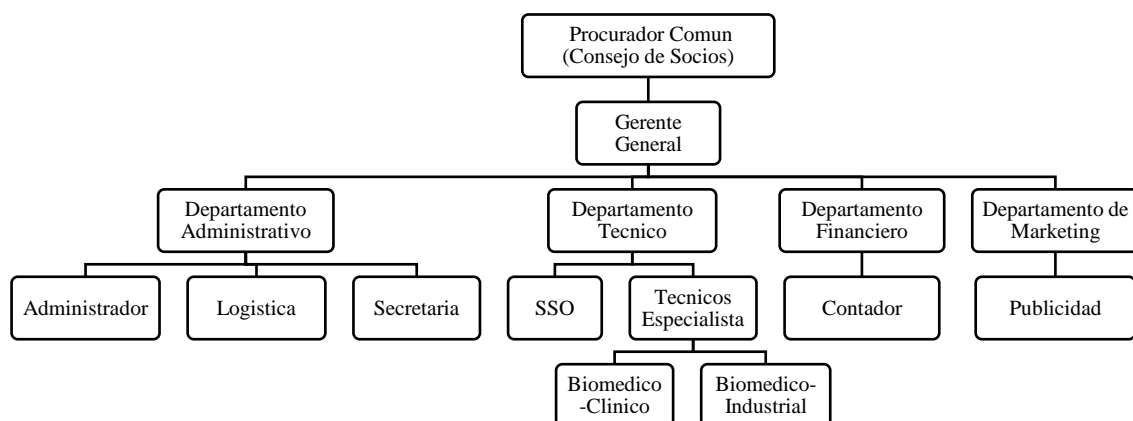 Procurador Comun
(Consejo de Socios)
Gerente
General
Departamento
Administrativo
Departamento
Tecnico
Departamento
Financiero
Departamento de
Marketing
Administrador
Logistica
Secretaria
SSO
Tecnicos
Especialista
Contador
Publicidad
Biomedico
-Clinico
Biomedico-
Industrial